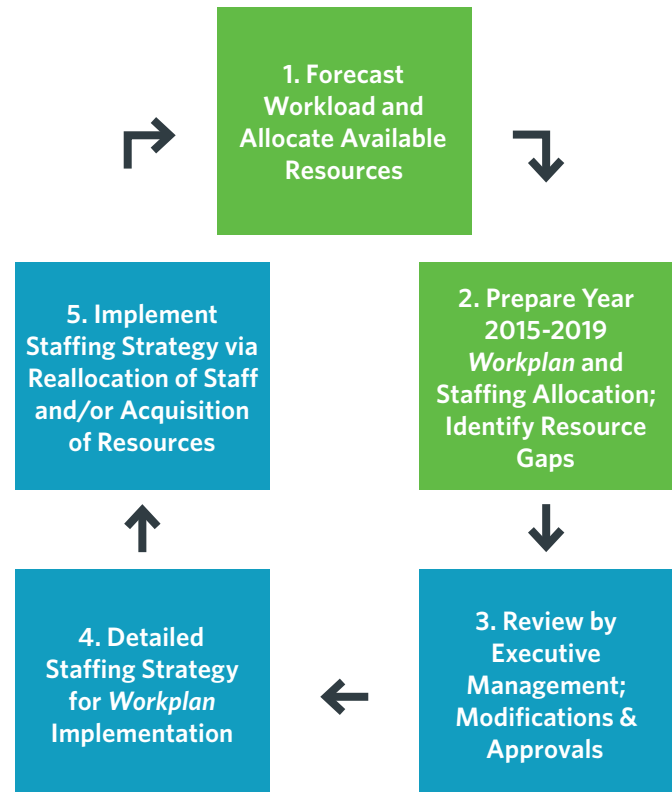 1. Forecast
Workload and
Allocate Available
Resources
2. Prepare Year
2015-2019
Workplan and
Staffing Allocation;
Identify Resource
Gaps
3. Review by
Executive
Management;
Modifications &
Approvals
4. Detailed
Staffing Strategy
for Workplan
Implementation
5. Implement
Staffing Strategy via
Reallocation of Staff
and/or Acquisition
of Resources